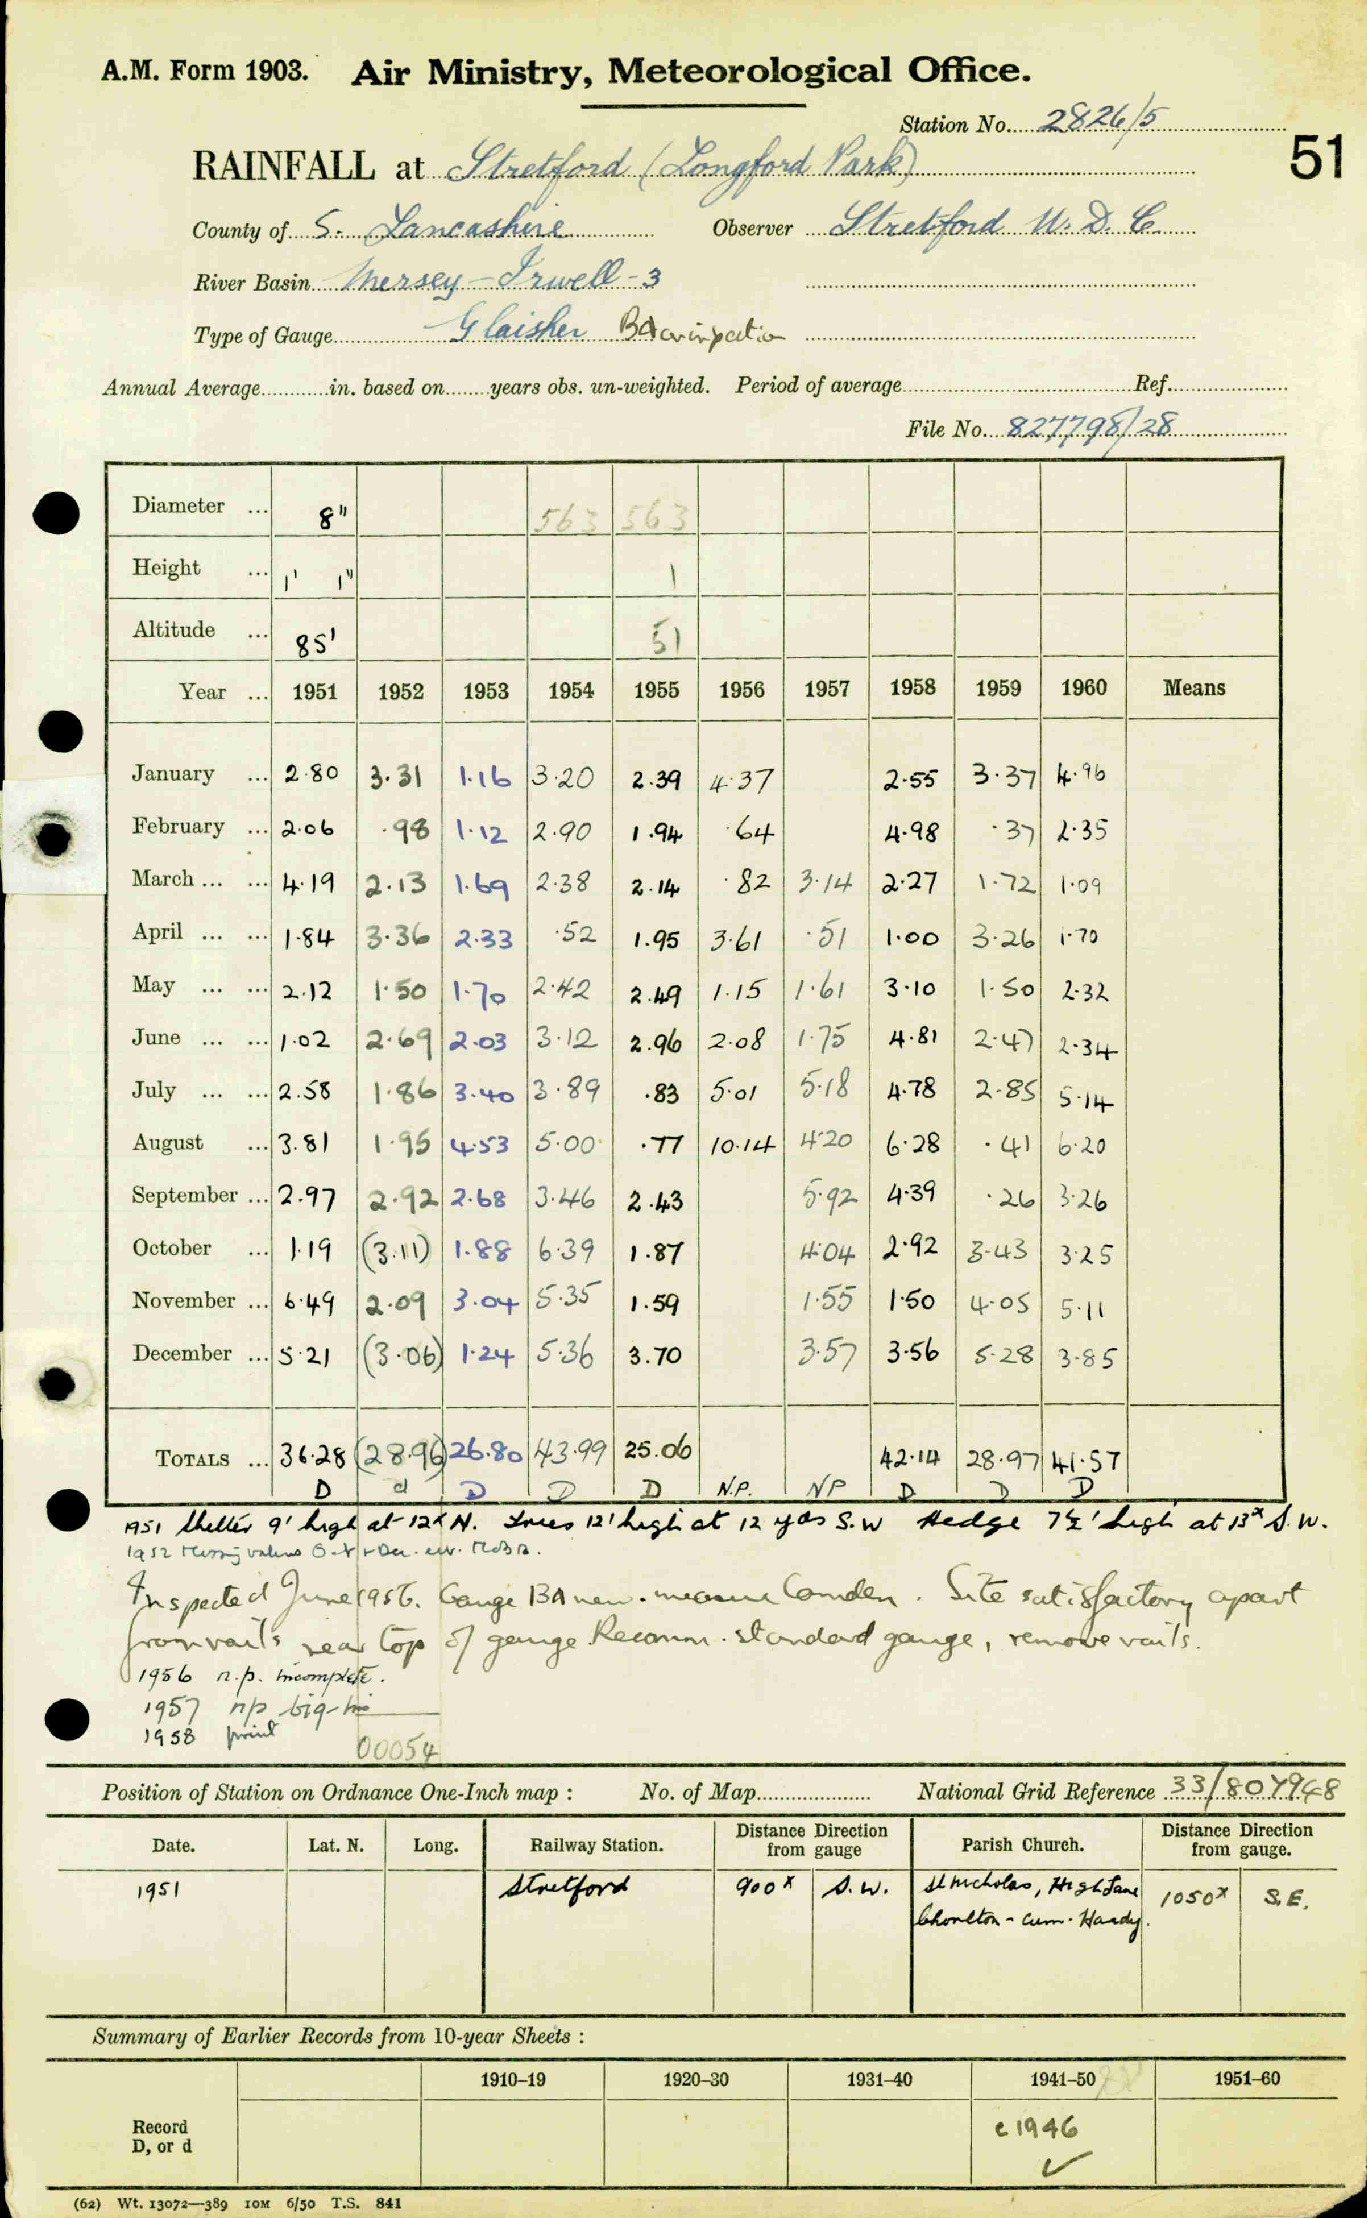 A.M. Form 1903. Air Ministry, Meteorological Office.
Station No. 2826/5
51
RAINFALL at Stretford (Longford Park)
County of S. Lancashire Observer Stretford U.D.C.
River Basin Mersey - Irwell - 3
Type of Gauge Glaisher BA on inspection
Annual Average in. based on years obs. un-weighted. Period of average Ref.
File No. 827798/28
Diameter ... 8" 563 563
Height ... 1' 1" 1
Altitude ... 85' 51
Year ... 1951 1952 1953 1954 1955 1956 1957 1958 1959 1960 Means
January ... 2.80 3.31 1.16 3.20 2.39 4.37 2.55 3.37 4.96
February ... 2.06 .98 1.12 2.90 1.94 .64 4.98 .37 2.35
March ... ... 4.19 2.13 1.69 2.38 2.14 .82 3.14 2.27 1.72 1.09
April ... ... 1.84 3.36 2.33 .52 1.95 3.61 .51 1.00 3.26 1.70
May ... ... 2.12 1.50 1.70 2.42 2.49 1.15 1.61 3.10 1.50 2.32
June ... ... 1.02 2.69 2.03 3.12 2.96 2.08 1.75 4.81 2.47 2.34
July ... ... 2.58 1.86 3.40 3.89 .83 5.01 5.18 4.78 2.85 5.14
August ... 3.81 1.95 4.53 5.00 .77 10.14 4.20 6.28 .41 6.20
September ... 2.97 2.92 2.68 3.46 2.43 5.92 4.39 .26 3.26
October ... 1.19 (3.11) 1.88 6.39 1.87 4.04 2.92 3.43 3.25
November ... 6.49 2.09 3.04 5.35 1.59 1.55 1.50 4.05 5.11
December ... 5.21 (3.06) 1.24 5.36 3.70 3.57 3.56 5.28 3.85
TOTALS ... 36.28 (28.96) 26.80 43.99 25.06 42.14 28.97 41.57
D d D D D N.P. NP D D D
1951 Shelter 9' high at 12x N. Trees 12' high at 12 yds S.W Hedge 7½' high at 13x S.W.
1952 Missing values Oct + Dec. est.
Inspected June 1956. Gauge BA new. measure Camden. Site satisfactory apart
from rails near top of gauge Recomm. standard gauge, remove rails.
1956 n.p. incomplete.
1957 np
1958 print
00054
Position of Station on Ordnance One-Inch map : No. of Map National Grid Reference 33/807948
Date. Lat. N. Long. Railway Station. Distance from gauge Direction Parish Church. Distance from gauge. Direction
1951 Stretford 900x S.W. St Nicholas, High Lane 1050x S.E.
Chorlton-cum-Hardy.
Summary of Earlier Records from 10-year Sheets :
1910–19 1920–30 1931–40 1941–50 1951–60
Record
D, or d
c 1946
(62) Wt. 13072—389 10M 6/50 T.S. 841